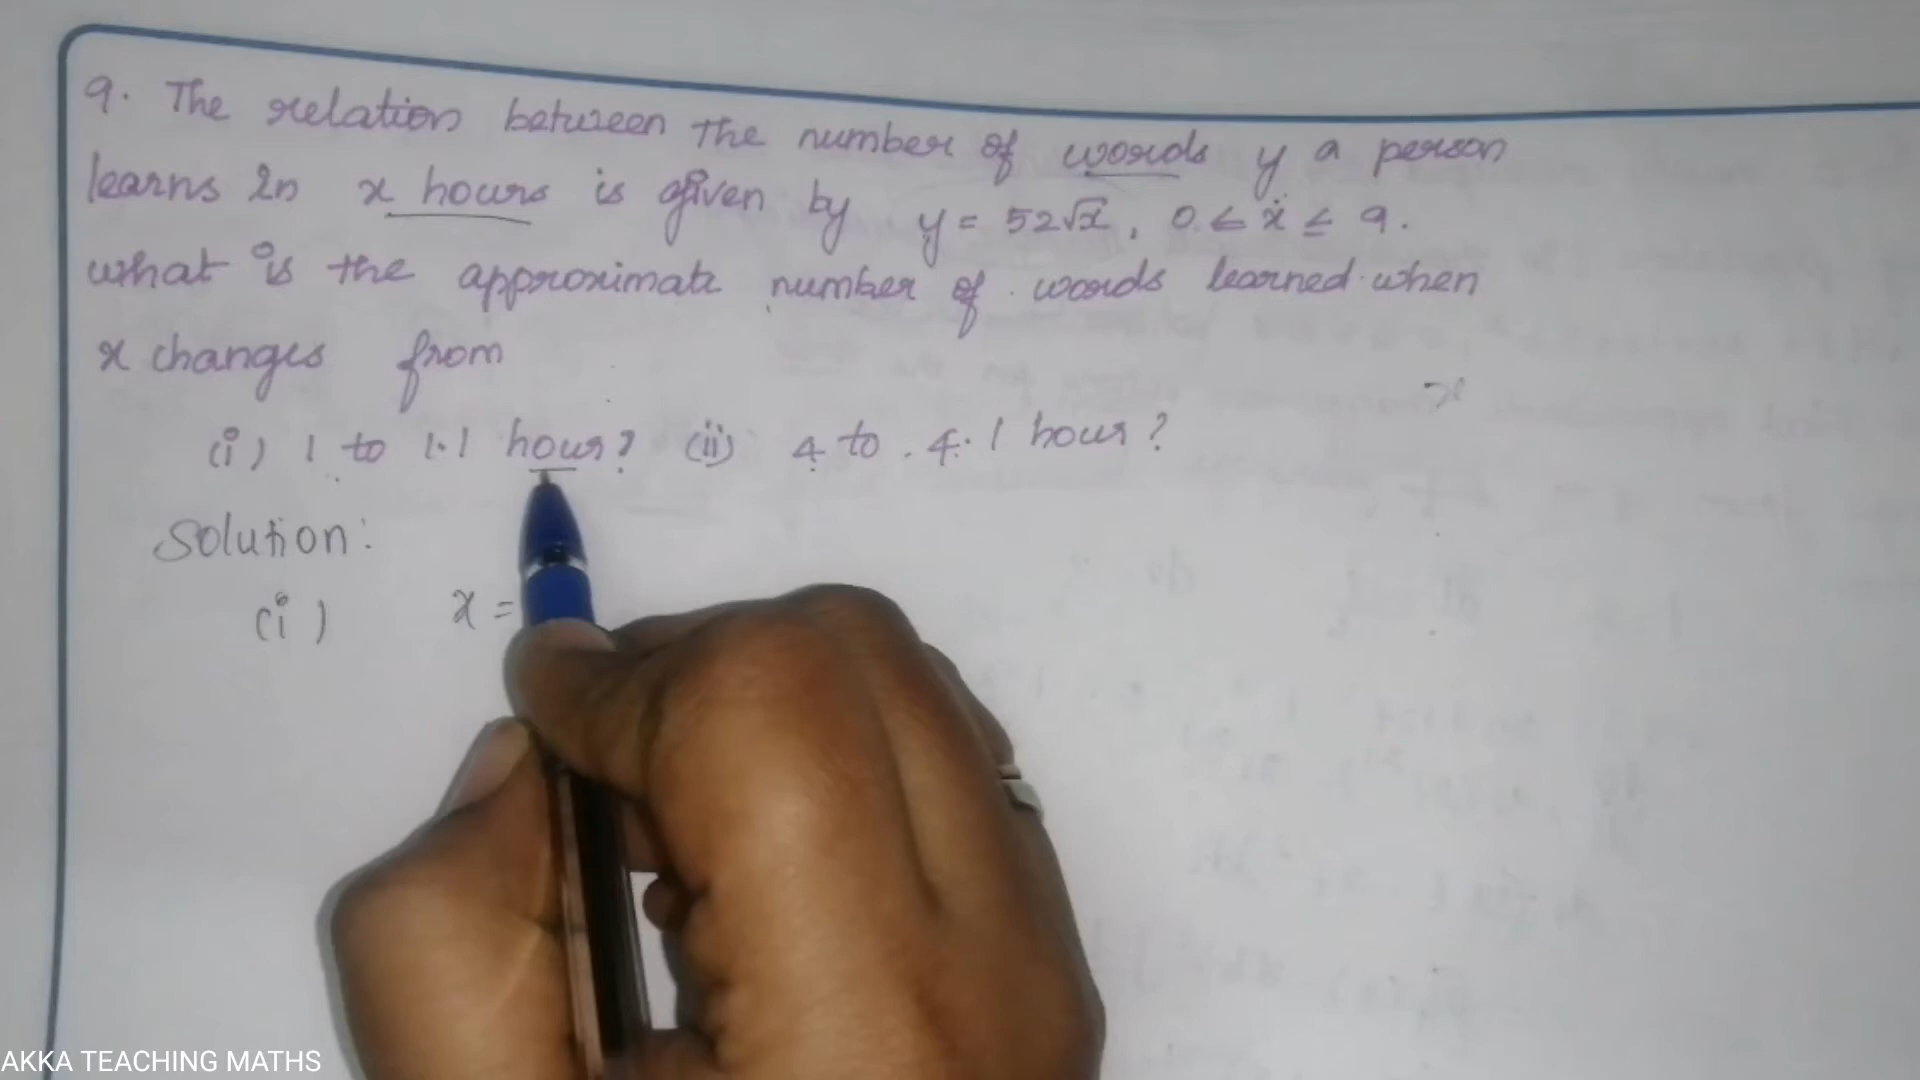 9. The relation between the number of words y a person
learns in x hours is given by y = 52√x, 0 ≤ x ≤ 9.
what is the approximate number of words learned when
x changes from
(i) 1 to 1.1 hour? (ii) 4 to 4.1 hour?
Solution:
(i) x =
AKKA TEACHING MATHS